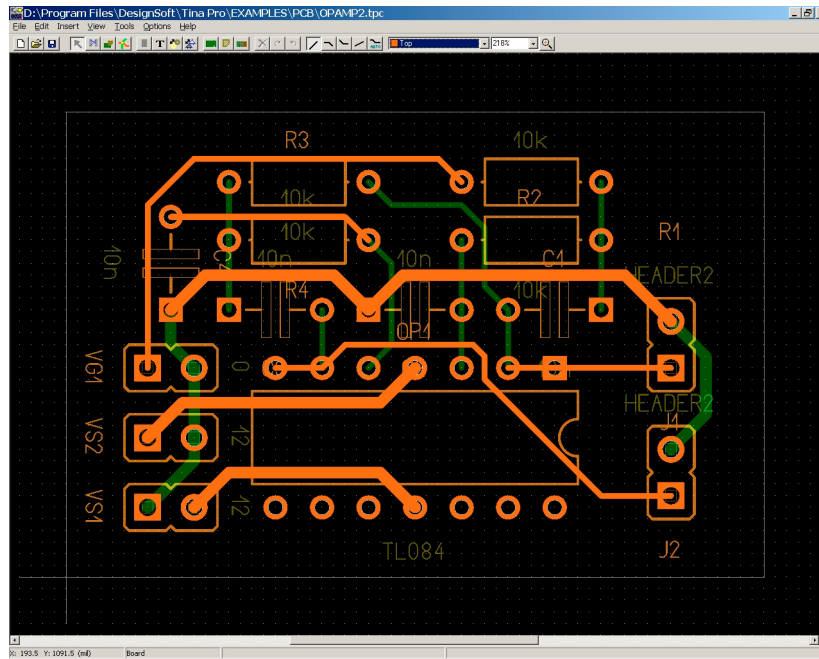 D:\Program Files\DesignSoft\Tina Pro\EXAMPLES\PCB\OPAMP2.tpc
File Edit Insert View Tools Options Help
Top 218%
R3 10k
10k R2
10k R1
10n C2 10n 10n C1 HEADER2
R4 10k
OP1
VG1 0
HEADER2
VS2 12 J1
VS1 12
TL084 J2
X: 193.5 Y: 1091.5 (mil) Board